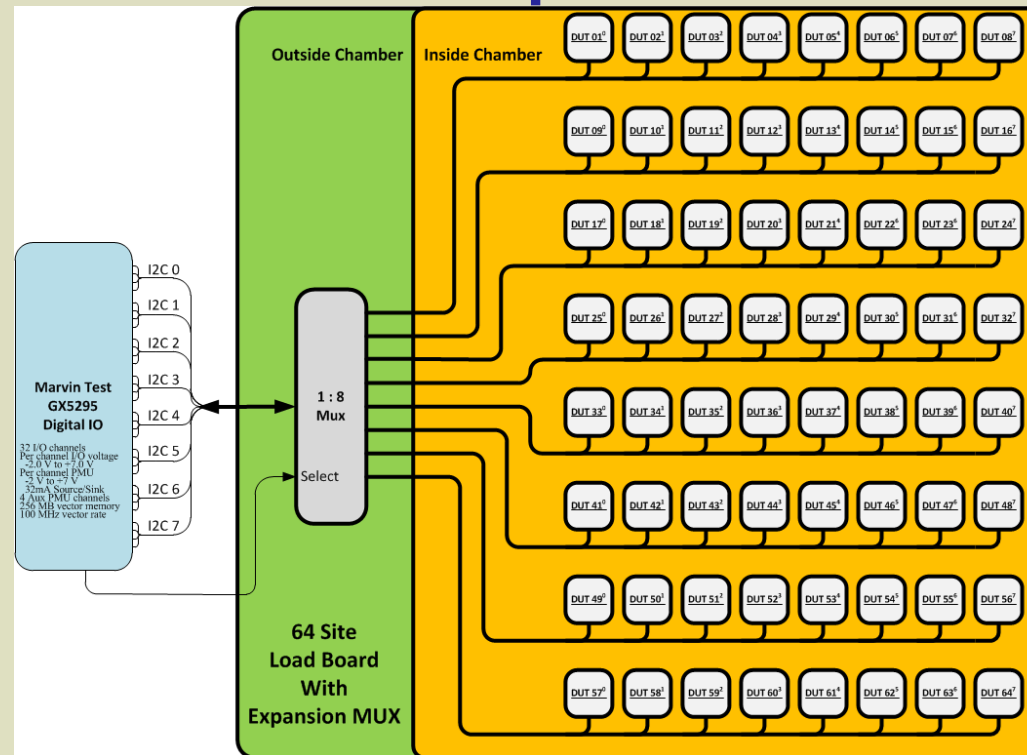 Outside Chamber
Inside Chamber
DUT 01⁰ DUT 02¹ DUT 03² DUT 04³ DUT 05⁴ DUT 06⁵ DUT 07⁶ DUT 08⁷
DUT 09⁰ DUT 10¹ DUT 11² DUT 12³ DUT 13⁴ DUT 14⁵ DUT 15⁶ DUT 16⁷
DUT 17⁰ DUT 18¹ DUT 19² DUT 20³ DUT 21⁴ DUT 22⁵ DUT 23⁶ DUT 24⁷
DUT 25⁰ DUT 26¹ DUT 27² DUT 28³ DUT 29⁴ DUT 30⁵ DUT 31⁶ DUT 32⁷
DUT 33⁰ DUT 34¹ DUT 35² DUT 36³ DUT 37⁴ DUT 38⁵ DUT 39⁶ DUT 40⁷
DUT 41⁰ DUT 42¹ DUT 43² DUT 44³ DUT 45⁴ DUT 46⁵ DUT 47⁶ DUT 48⁷
DUT 49⁰ DUT 50¹ DUT 51² DUT 52³ DUT 53⁴ DUT 54⁵ DUT 55⁶ DUT 56⁷
DUT 57⁰ DUT 58¹ DUT 59² DUT 60³ DUT 61⁴ DUT 62⁵ DUT 63⁶ DUT 64⁷
I2C 0
I2C 1
I2C 2
I2C 3
I2C 4
I2C 5
I2C 6
I2C 7
Marvin Test
GX5295
Digital IO
32 I/O channels
Per channel I/O voltage
-2.0 V to +7.0 V
Per channel PMU
-2 V to +7 V
32mA Source/Sink
4 Aux PMU channels
256 MB vector memory
100 MHz vector rate
1 : 8
Mux
Select
64 Site
Load Board
With
Expansion MUX